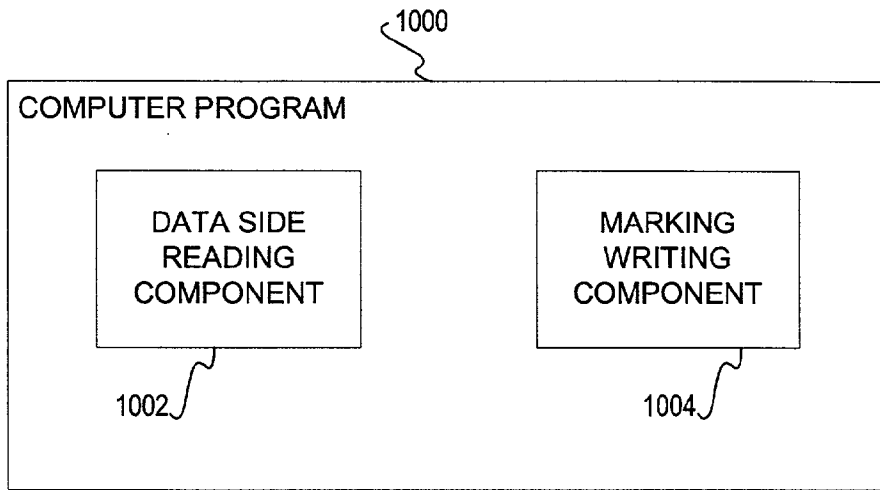 1000
COMPUTER PROGRAM
DATA SIDE
READING
COMPONENT
MARKING
WRITING
COMPONENT
1002
1004